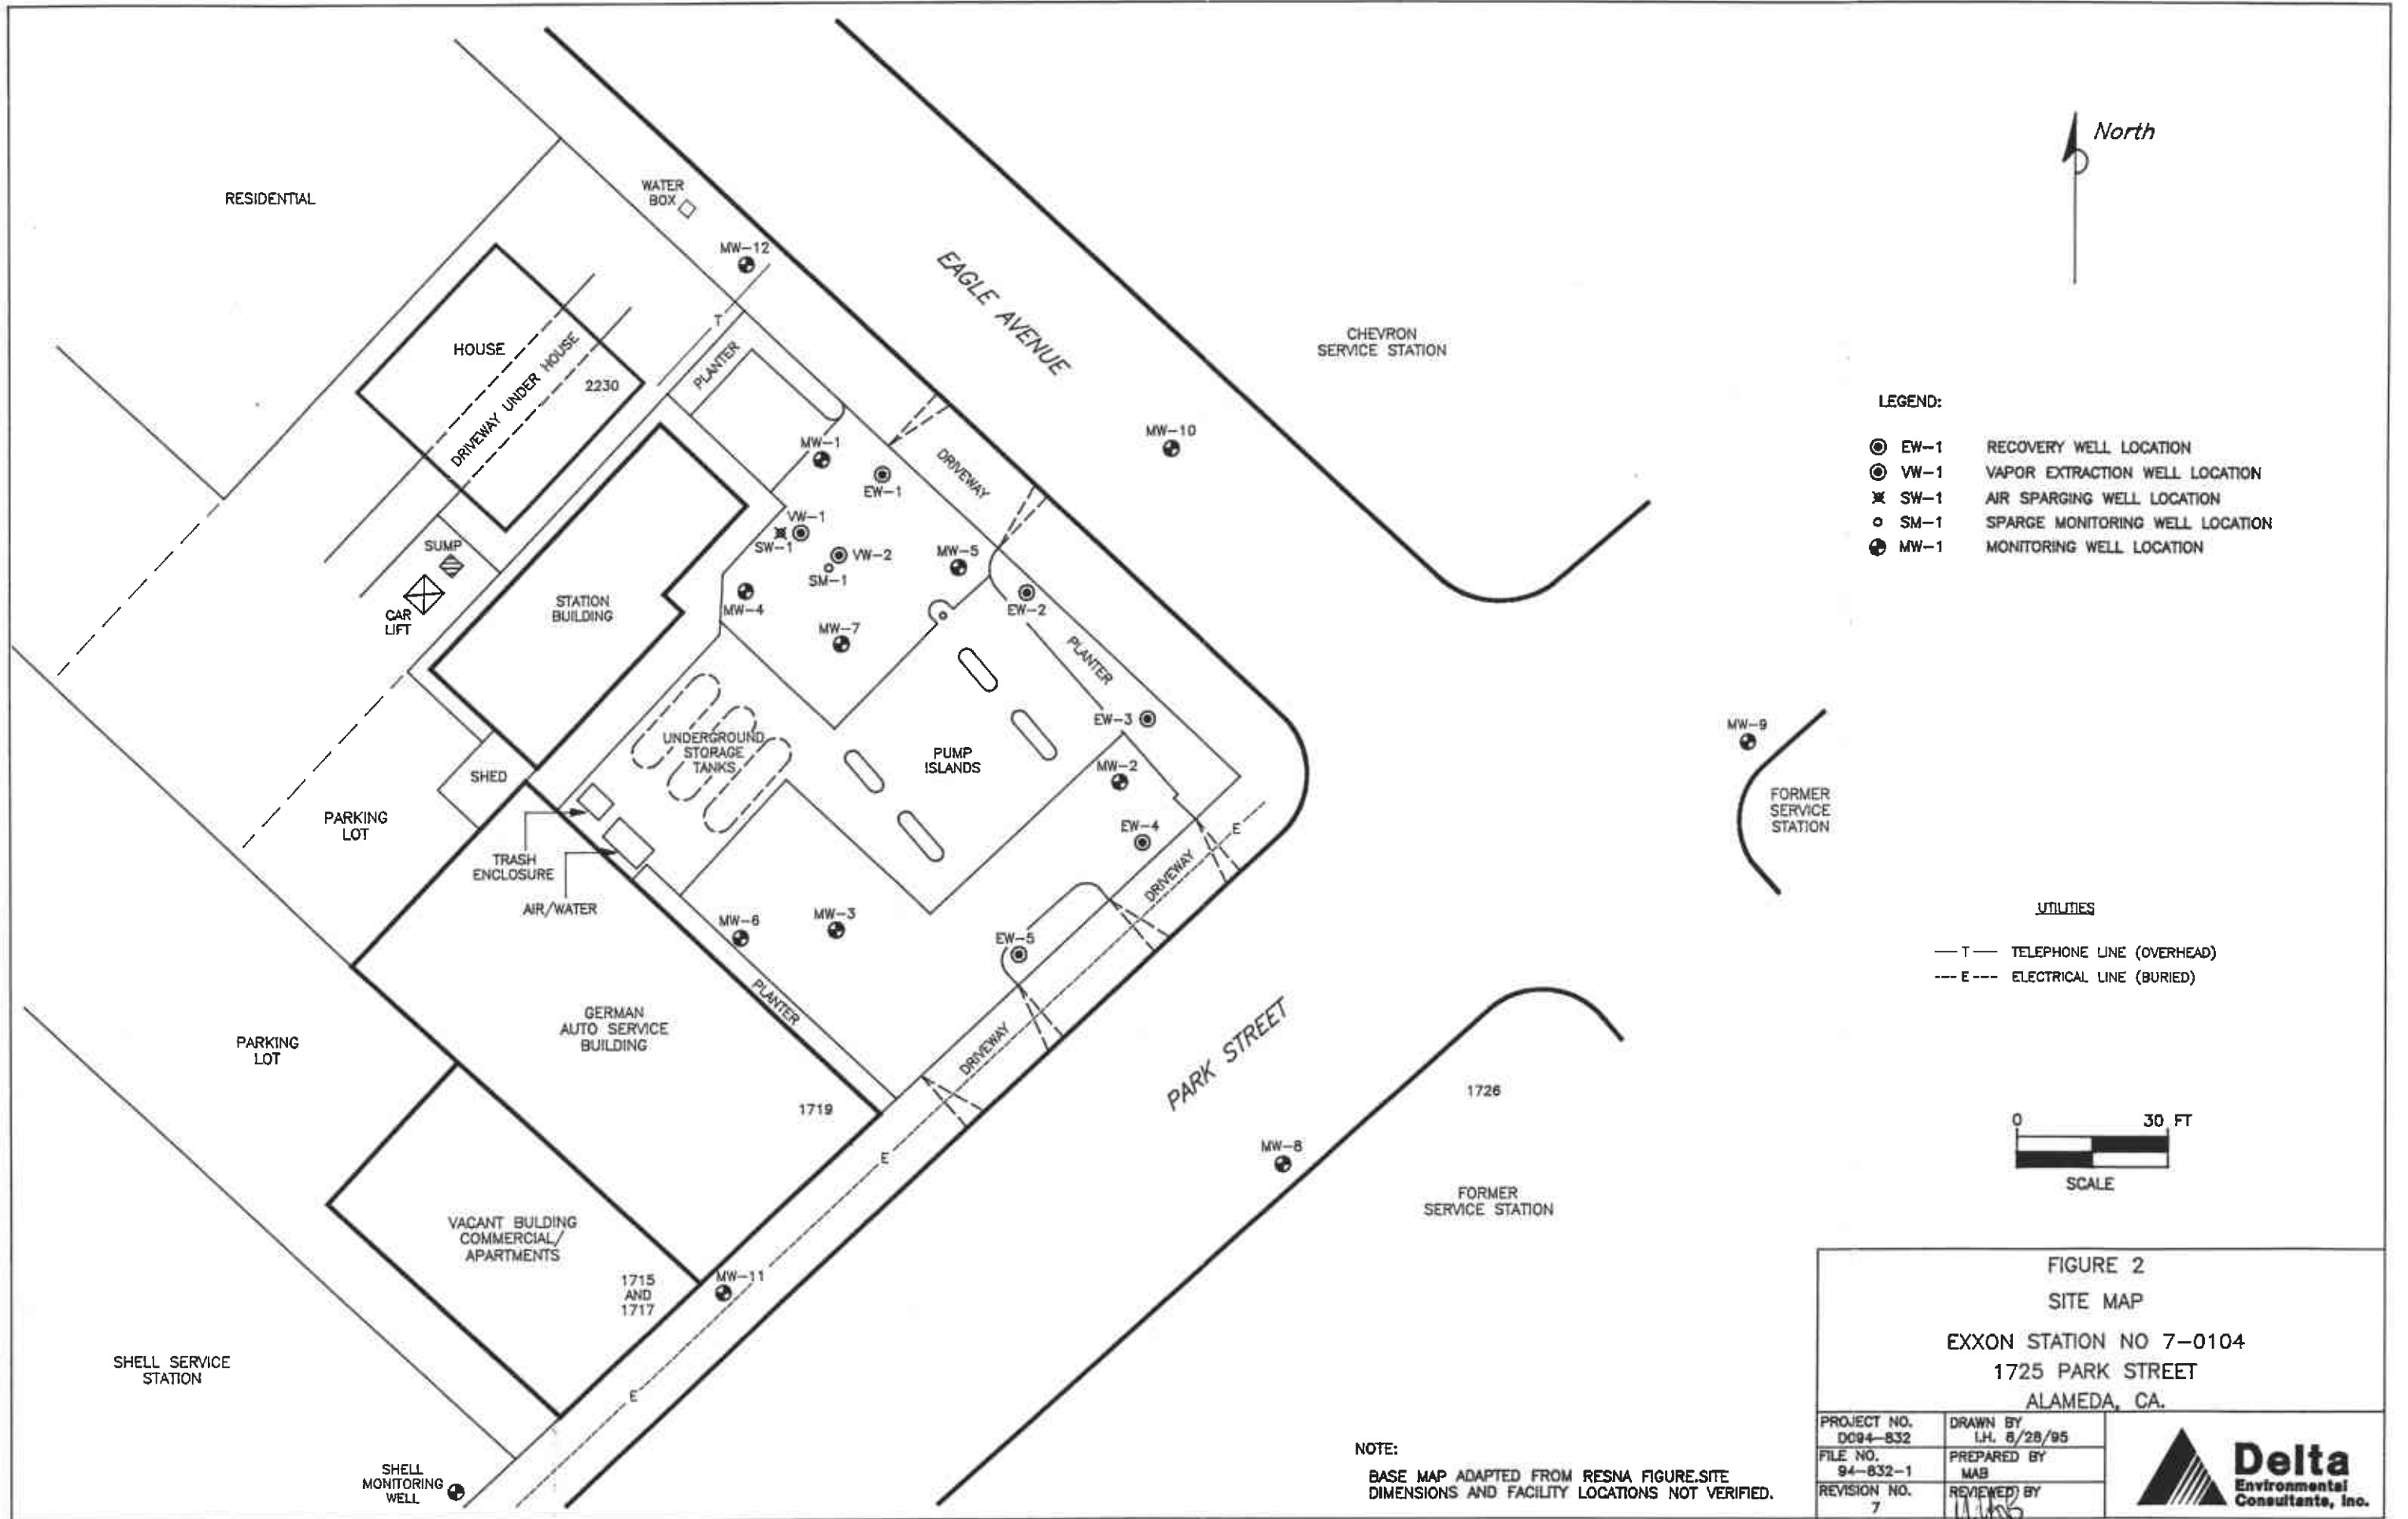 RESIDENTIAL
WATER
BOX
MW-12
North
EAGLE AVENUE
CHEVRON
SERVICE STATION
HOUSE
DRIVEWAY UNDER HOUSE
2230
T
PLANTER
MW-1
EW-1
DRIVEWAY
MW-10
LEGEND:
EW-1 RECOVERY WELL LOCATION
VW-1 VAPOR EXTRACTION WELL LOCATION
SW-1 AIR SPARGING WELL LOCATION
SM-1 SPARGE MONITORING WELL LOCATION
MW-1 MONITORING WELL LOCATION
VW-1
SW-1
VW-2
SM-1
MW-5
MW-4
EW-2
MW-7
SUMP
CAR
LIFT
STATION
BUILDING
PLANTER
EW-3
MW-9
UNDERGROUND
STORAGE
TANKS
PUMP
ISLANDS
MW-2
SHED
PARKING
LOT
FORMER
SERVICE
STATION
EW-4
E
TRASH
ENCLOSURE
AIR/WATER
DRIVEWAY
MW-6
MW-3
EW-5
UTILITIES
—T— TELEPHONE LINE (OVERHEAD)
---E--- ELECTRICAL LINE (BURIED)
PLANTER
GERMAN
AUTO SERVICE
BUILDING
PARKING
LOT
DRIVEWAY
PARK STREET
1726
1719
0 30 FT
SCALE
E
MW-8
FORMER
SERVICE STATION
VACANT BULDING
COMMERCIAL/
APARTMENTS
1715
AND
1717
MW-11
SHELL SERVICE
STATION
E
SHELL
MONITORING
WELL
NOTE:
BASE MAP ADAPTED FROM RESNA FIGURE.SITE
DIMENSIONS AND FACILITY LOCATIONS NOT VERIFIED.
FIGURE 2
SITE MAP
EXXON STATION NO 7-0104
1725 PARK STREET
ALAMEDA, CA.
PROJECT NO.
D094-832
DRAWN BY
I.H. 8/28/95
FILE NO.
94-832-1
PREPARED BY
MAB
REVISION NO.
7
REVIEWED BY
Delta
Environmental
Consultants, Inc.